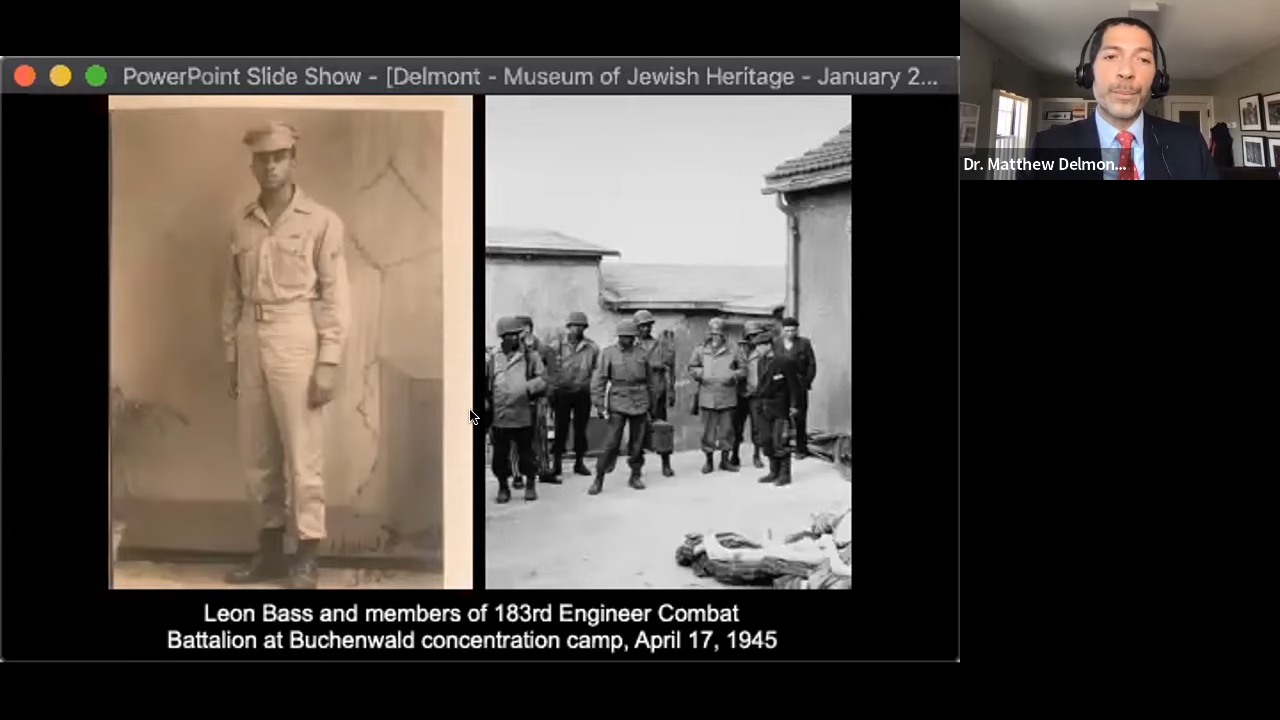 PowerPoint Slide Show - [Delmont - Museum of Jewish Heritage - January 2...
Dr. Matthew Delmon...
Leon Bass and members of 183rd Engineer Combat
Battalion at Buchenwald concentration camp, April 17, 1945